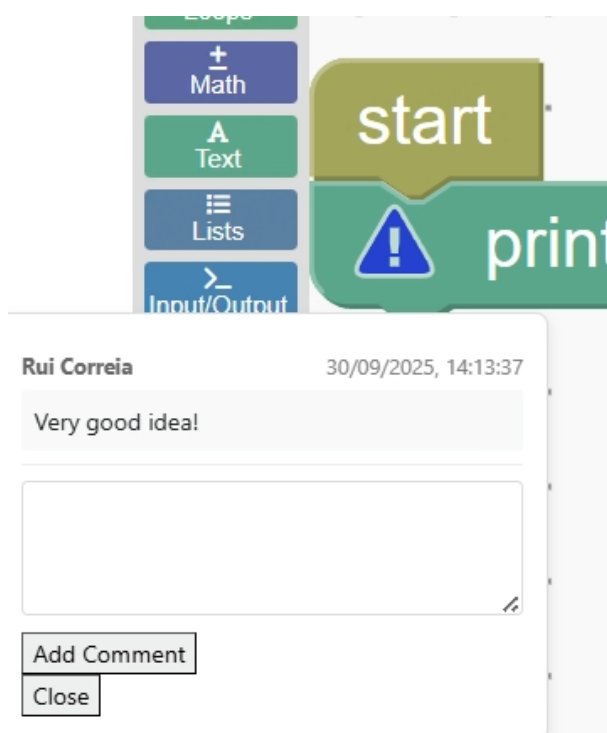 Loops
Math
A
Text
Lists
Input/Output
start
print
Rui Correia
30/09/2025, 14:13:37
Very good idea!
Add Comment
Close